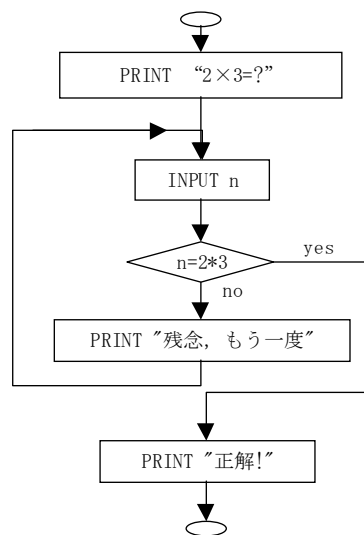 PRINT “2×3=?”
INPUT n
n=2*3
yes
no
PRINT ″残念，もう一度″
PRINT ″正解!″